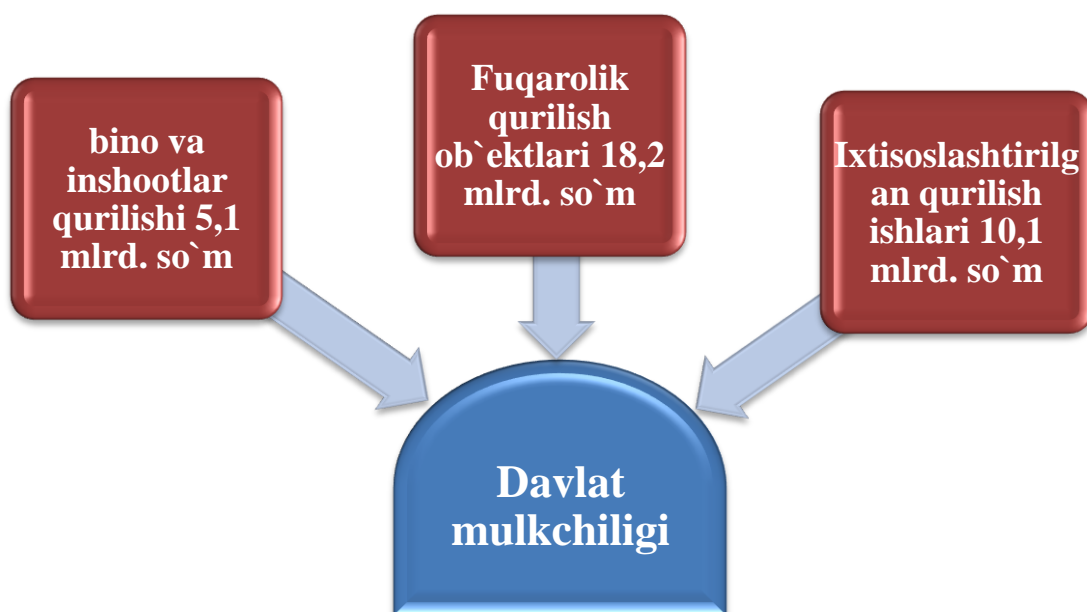 bino va
inshootlar
qurilishi 5,1
mlrd. so`m
Fuqarolik
qurilish
ob`ektlari 18,2
mlrd. so`m
Ixtisoslashtirilg
an qurilish
ishlari 10,1
mlrd. so`m
Davlat
mulkchiligi